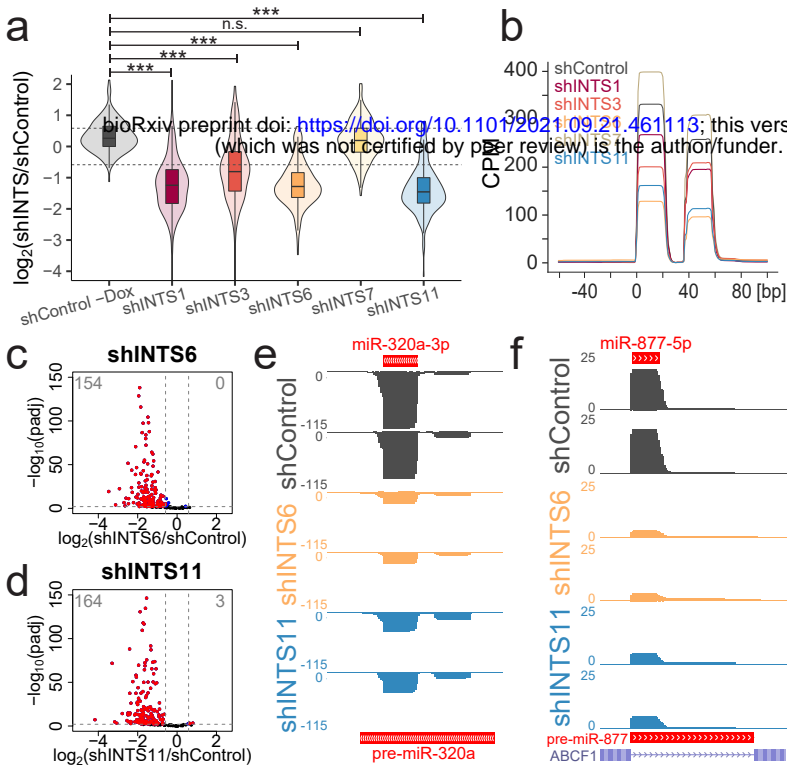 a
***
n.s.
***
***
***
log2(shINTS/shControl)
2
1
0
−1
−2
−3
−4
shControl −Dox
shINTS1
shINTS3
shINTS6
shINTS7
shINTS11
b
shControl
shINTS1
shINTS3
shINTS11
CPM
400
300
200
100
0
−40
0
40
80 [bp]
bioRxiv preprint doi: https://doi.org/10.1101/2021.09.21.461113; this vers
(which was not certified by peer review) is the author/funder.
c
shINTS6
154
0
−log10(padj)
150
100
50
0
−4
−2
0
2
log2(shINTS6/shControl)
d
shINTS11
164
3
−log10(padj)
150
100
50
0
−4
−2
0
2
log2(shINTS11/shControl)
e
miR-320a-3p
shControl
0
-115
0
-115
shINTS6
0
-115
0
-115
shINTS11
0
-115
0
-115
pre-miR-320a
f
miR-877-5p
shControl
25
0
25
0
shINTS6
25
0
25
0
shINTS11
25
0
25
0
pre-miR-877
ABCF1